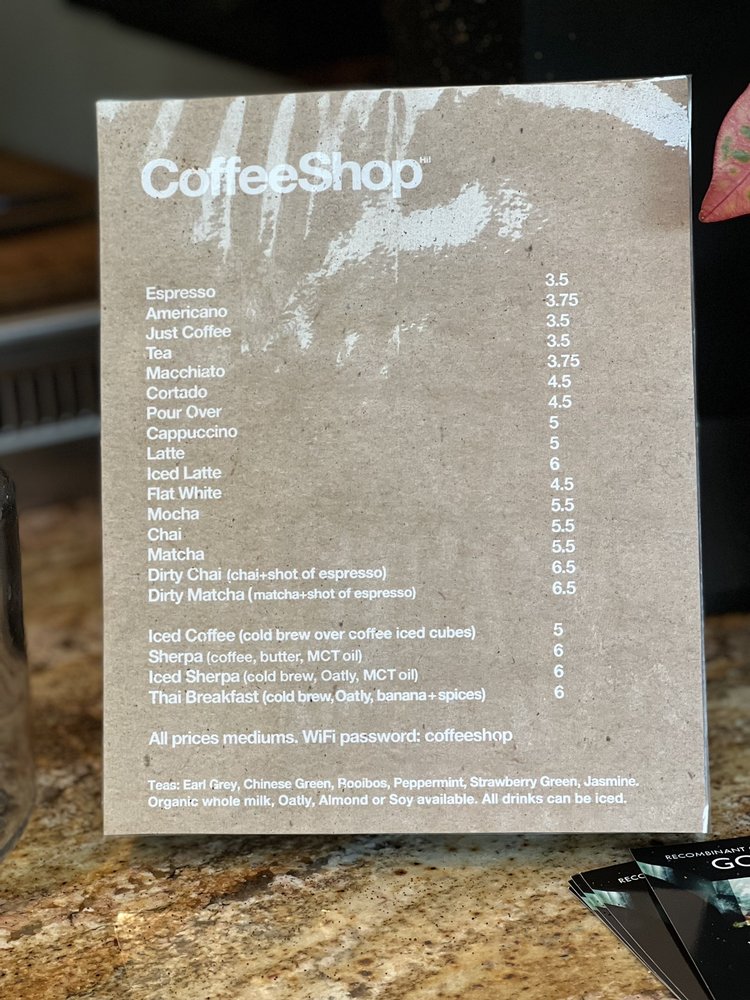 CoffeeShop Hi!
Espresso 3.5
Americano 3.75
Just Coffee 3.5
Tea 3.5
Macchiato 3.75
Cortado 4.5
Pour Over 4.5
Cappuccino 5
Latte 5
Iced Latte 6
Flat White 4.5
Mocha 5.5
Chai 5.5
Matcha 5.5
Dirty Chai (chai+shot of espresso) 6.5
Dirty Matcha (matcha+shot of espresso) 6.5
Iced Coffee (cold brew over coffee iced cubes) 5
Sherpa (coffee, butter, MCT oil) 6
Iced Sherpa (cold brew, Oatly, MCT oil) 6
Thai Breakfast (cold brew, Oatly, banana+spices) 6
All prices mediums. WiFi password: coffeeshop
Teas: Earl Grey, Chinese Green, Rooibos, Peppermint, Strawberry Green, Jasmine.
Organic whole milk, Oatly, Almond or Soy available. All drinks can be iced.
RECOMBINANT